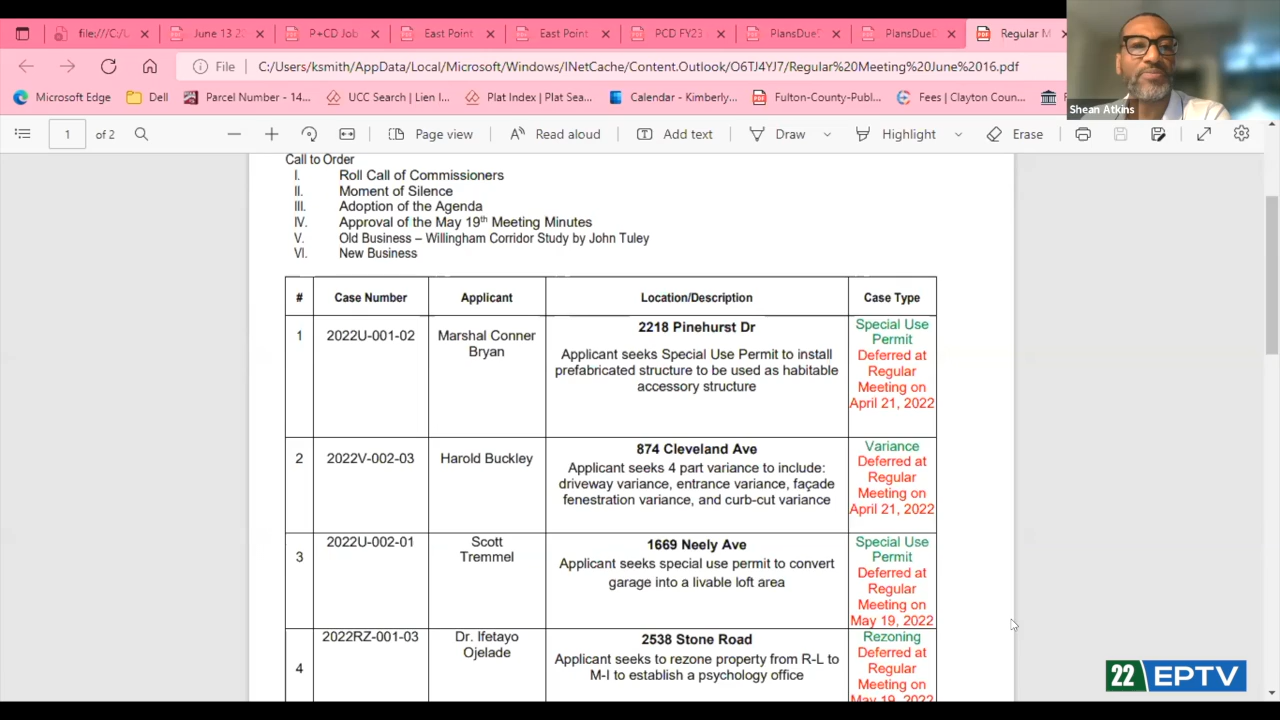 file:///C:/U
June 13 22
P+CD Job
East Point
East Point
PCD FY23
PlansDue
PlansDue
Regular M
File
C:/Users/ksmith/AppData/Local/Microsoft/Windows/INetCache/Content.Outlook/O6TJ4YJ7/Regular%20Meeting%20June%2016.pdf
Microsoft Edge
Dell
Parcel Number - 14...
UCC Search | Lien I...
Plat Index | Plat Sea...
Calendar - Kimberly...
Fulton-County-Publ...
Fees | Clayton Coun...
Shean Atkins
1 of 2
Page view
Read aloud
Add text
Draw
Highlight
Erase
Call to Order
I. Roll Call of Commissioners
II. Moment of Silence
III. Adoption of the Agenda
IV. Approval of the May 19th Meeting Minutes
V. Old Business – Willingham Corridor Study by John Tuley
VI. New Business
# Case Number Applicant Location/Description Case Type
1
2022U-001-02
Marshal Conner
Bryan
2218 Pinehurst Dr
Applicant seeks Special Use Permit to install
prefabricated structure to be used as habitable
accessory structure
Special Use
Permit
Deferred at
Regular
Meeting on
April 21, 2022
2
2022V-002-03
Harold Buckley
874 Cleveland Ave
Applicant seeks 4 part variance to include:
driveway variance, entrance variance, façade
fenestration variance, and curb-cut variance
Variance
Deferred at
Regular
Meeting on
April 21, 2022
3
2022U-002-01
Scott
Tremmel
1669 Neely Ave
Applicant seeks special use permit to convert
garage into a livable loft area
Special Use
Permit
Deferred at
Regular
Meeting on
May 19, 2022
4
2022RZ-001-03
Dr. Ifetayo
Ojelade
2538 Stone Road
Applicant seeks to rezone property from R-L to
M-I to establish a psychology office
Rezoning
Deferred at
Regular
Meeting on
May 19, 2022
22 EPTV